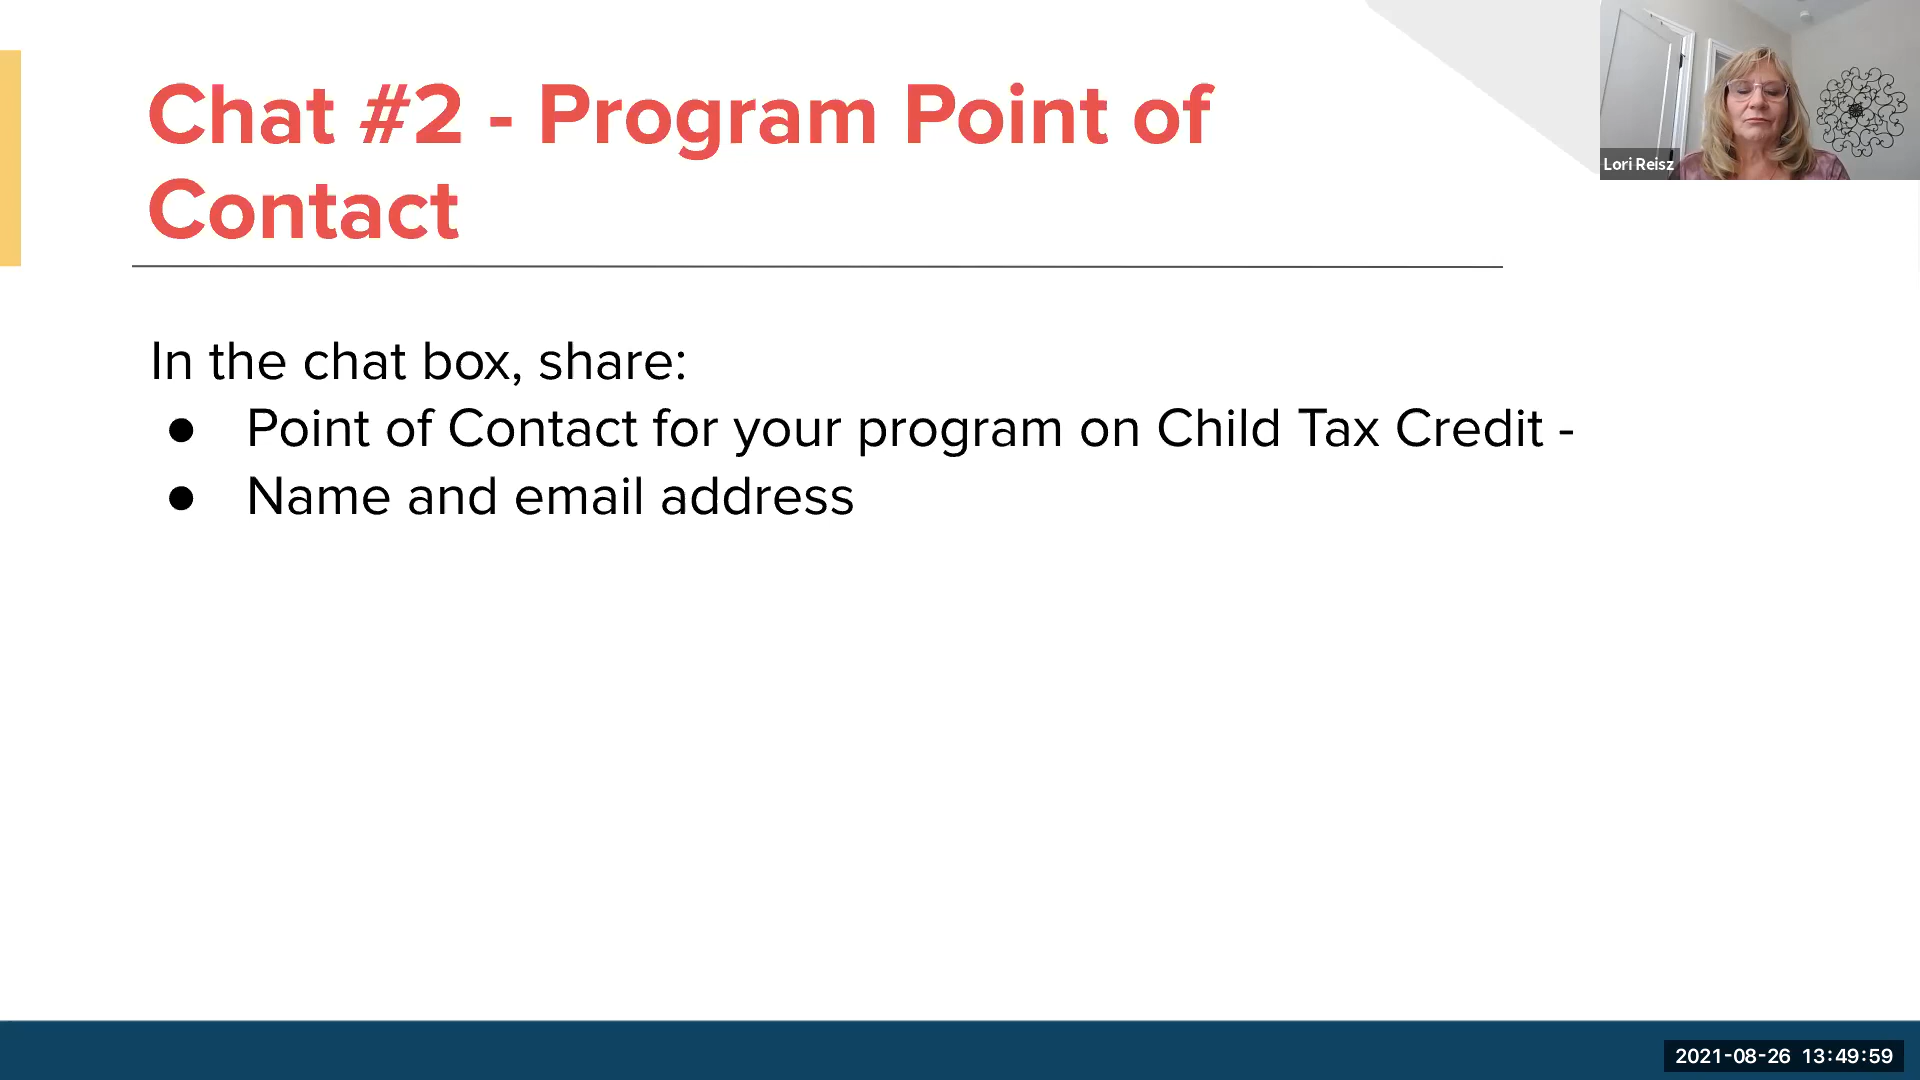 Chat #2 - Program Point of
Contact
Lori Reisz
In the chat box, share:
● Point of Contact for your program on Child Tax Credit -
● Name and email address
2021-08-26 13:49:59